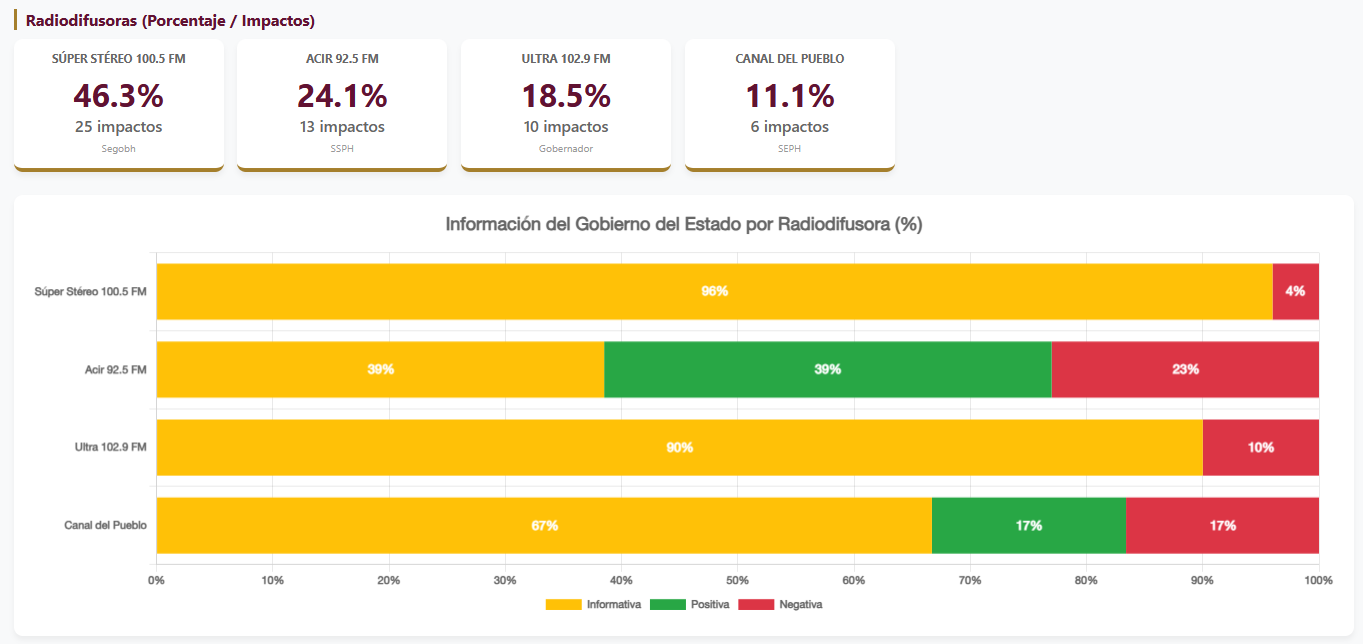 Radiodifusoras (Porcentaje / Impactos)
SÚPER STÉREO 100.5 FM
46.3%
25 impactos
Segobh
ACIR 92.5 FM
24.1%
13 impactos
SSPH
ULTRA 102.9 FM
18.5%
10 impactos
Gobernador
CANAL DEL PUEBLO
11.1%
6 impactos
SEPH
Información del Gobierno del Estado por Radiodifusora (%)
Súper Stéreo 100.5 FM 96% 4%
Acir 92.5 FM 39% 39% 23%
Ultra 102.9 FM 90% 10%
Canal del Pueblo 67% 17% 17%
0% 10% 20% 30% 40% 50% 60% 70% 80% 90% 100%
Informativa Positiva Negativa